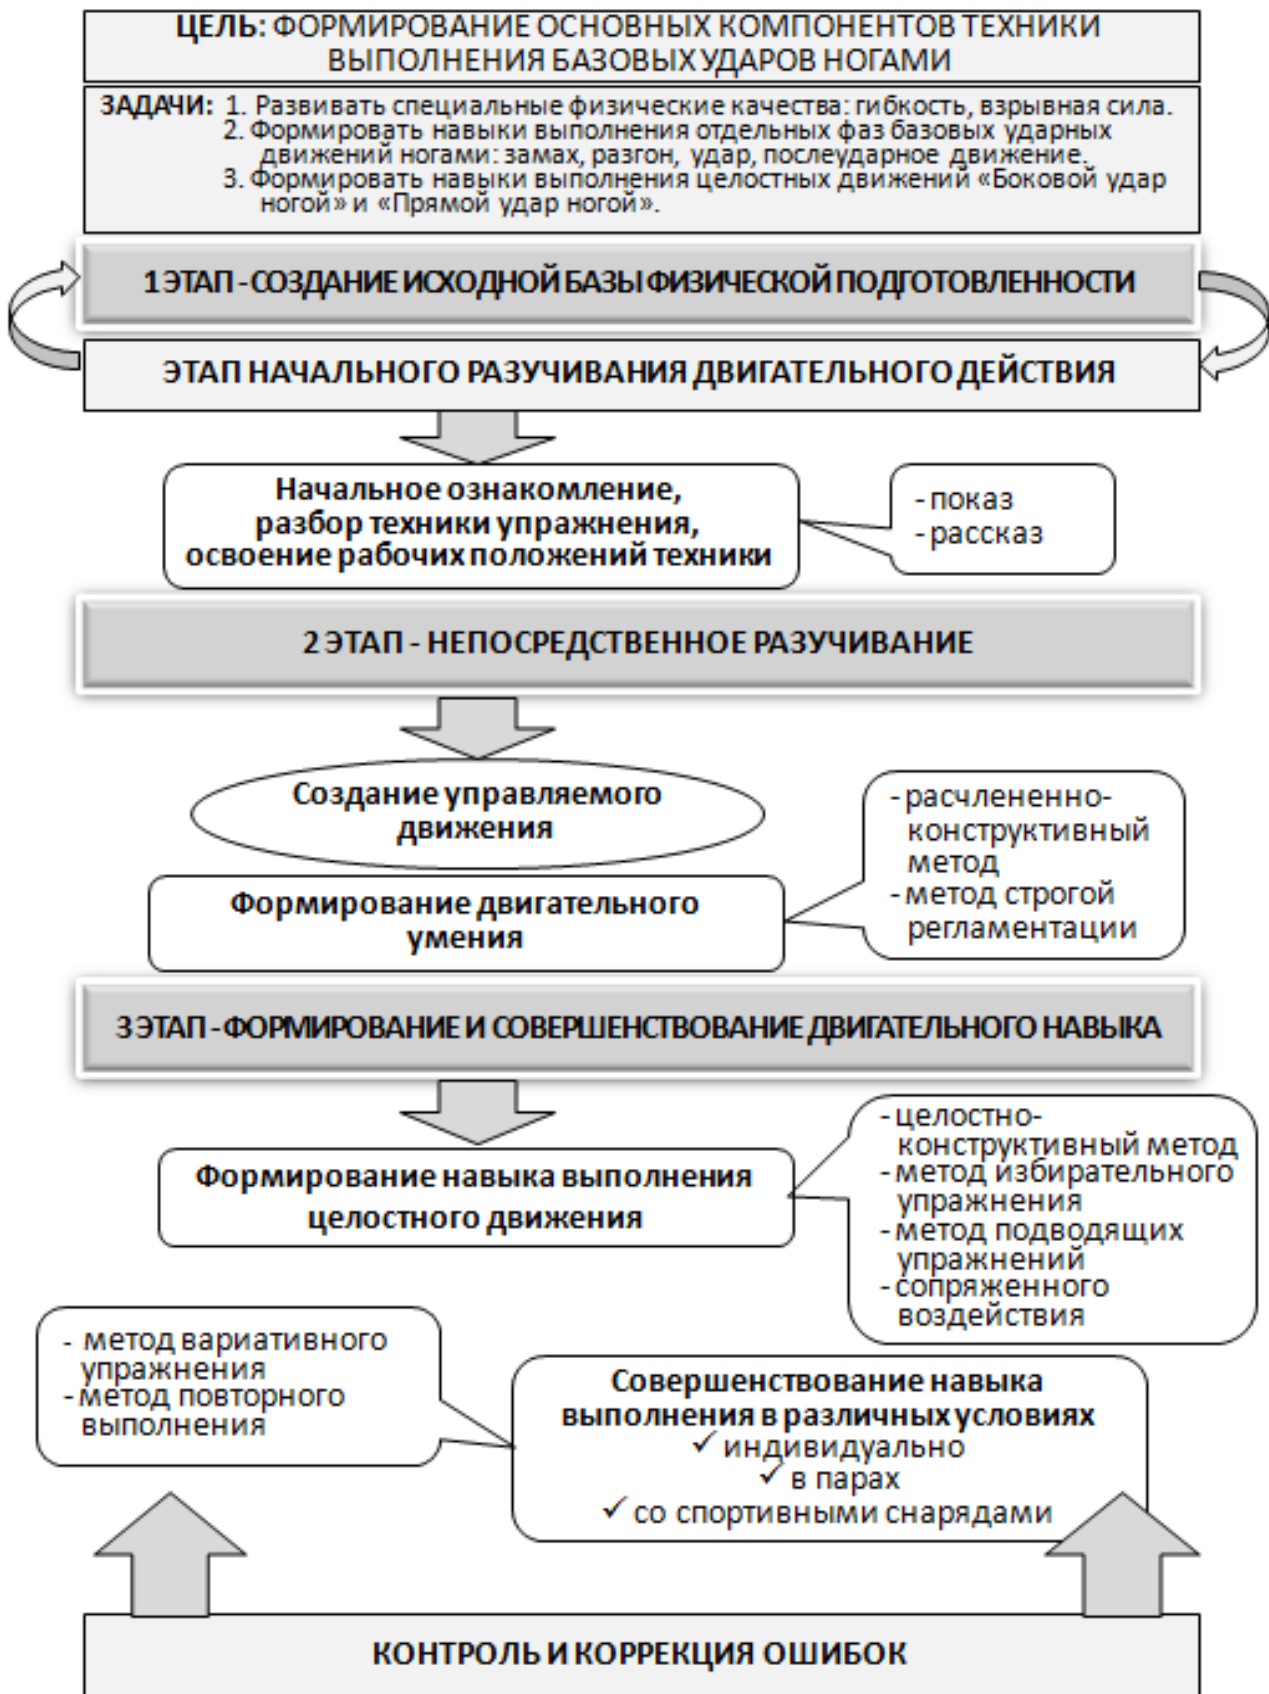 ЦЕЛЬ: ФОРМИРОВАНИЕ ОСНОВНЫХ КОМПОНЕНТОВ ТЕХНИКИ
ВЫПОЛНЕНИЯ БАЗОВЫХ УДАРОВ НОГАМИ
ЗАДАЧИ: 1. Развивать специальные физические качества: гибкость, взрывная сила.
2. Формировать навыки выполнения отдельных фаз базовых ударных
движений ногами: замах, разгон, удар, послеударное движение.
3. Формировать навыки выполнения целостных движений «Боковой удар
ногой» и «Прямой удар ногой».
1 ЭТАП - СОЗДАНИЕ ИСХОДНОЙ БАЗЫ ФИЗИЧЕСКОЙ ПОДГОТОВЛЕННОСТИ
ЭТАП НАЧАЛЬНОГО РАЗУЧИВАНИЯ ДВИГАТЕЛЬНОГО ДЕЙСТВИЯ
Начальное ознакомление,
разбор техники упражнения,
освоение рабочих положений техники
- показ
- рассказ
2 ЭТАП - НЕПОСРЕДСТВЕННОЕ РАЗУЧИВАНИЕ
Создание управляемого
движения
Формирование двигательного
умения
- расчлененно-
конструктивный
метод
- метод строгой
регламентации
3 ЭТАП - ФОРМИРОВАНИЕ И СОВЕРШЕНСТВОВАНИЕ ДВИГАТЕЛЬНОГО НАВЫКА
Формирование навыка выполнения
целостного движения
- целостно-
конструктивный метод
- метод избирательного
упражнения
- метод подводящих
упражнений
- сопряженного
воздействия
- метод вариативного
упражнения
- метод повторного
выполнения
Совершенствование навыка
выполнения в различных условиях
✓ индивидуально
✓ в парах
✓ со спортивными снарядами
КОНТРОЛЬ И КОРРЕКЦИЯ ОШИБОК